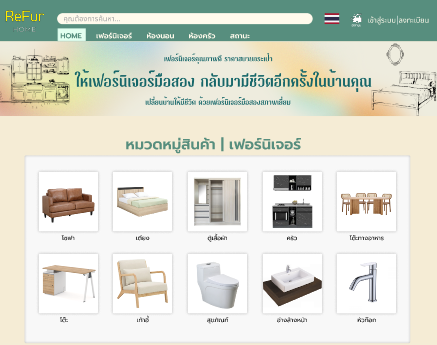 ReFur
HOME
คุณต้องการค้นหา...
เข้าสู่ระบบ|ลงทะเบียน
HOME เฟอร์นิเจอร์ ห้องนอน ห้องครัว สถานะ
เฟอร์นิเจอร์คุณภาพดี ราคาสบายกระเป๋า
ให้เฟอร์นิเจอร์มือสอง กลับมามีชีวิตอีกครั้งในบ้านคุณ
เปลี่ยนบ้านให้มีชีวิต ด้วยเฟอร์นิเจอร์มือสองสภาพเยี่ยม
หมวดหมู่สินค้า | เฟอร์นิเจอร์
โซฟา เตียง ตู้เสื้อผ้า ครัว โต๊ะทานอาหาร
โต๊ะ เก้าอี้ สุขภัณฑ์ อ่างล้างหน้า หัวก๊อก